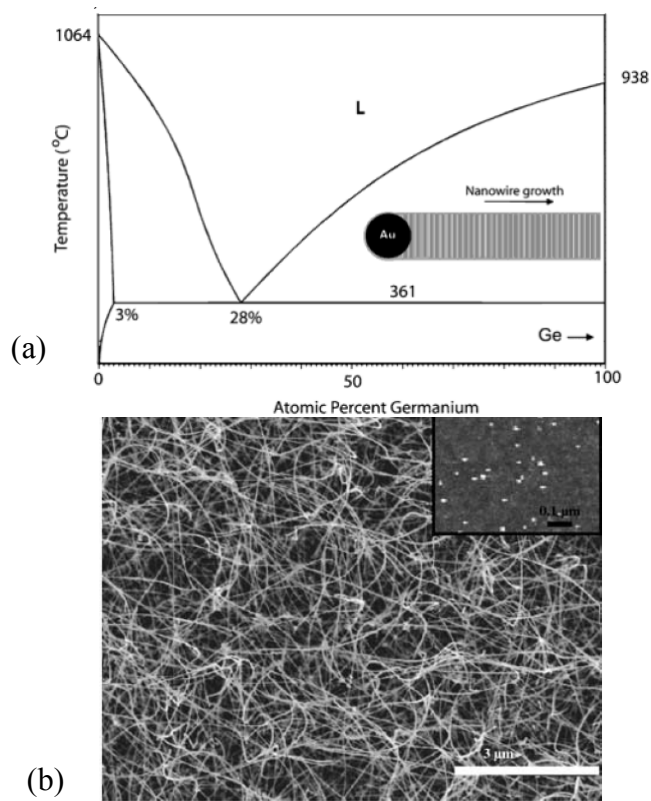 1064
938
L
Temperature (°C)
Nanowire growth
Au
361
3%
28%
Ge
(a)
0
50
100
Atomic Percent Germanium
0.1 μm
3 μm
(b)